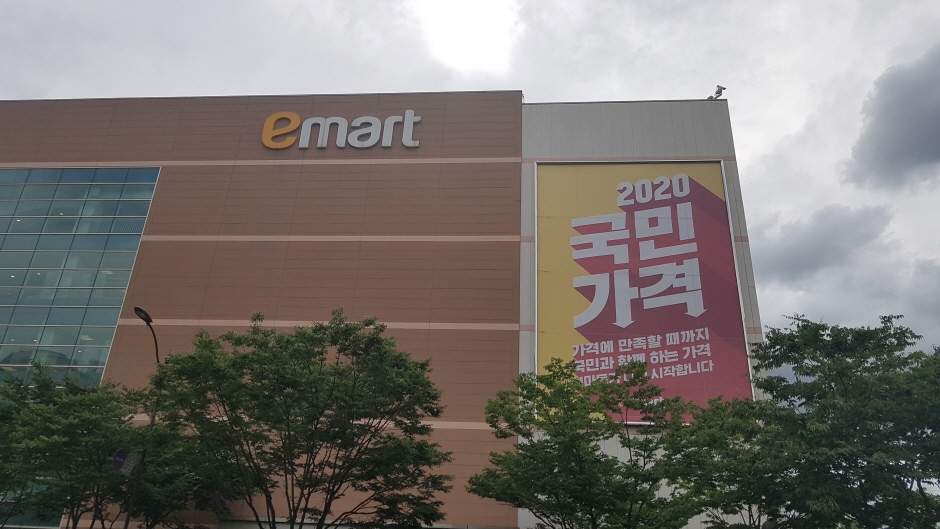 emart
2020
국민
가격
가격에 만족할 때까지
국민과 함께 하는 가격
시작합니다